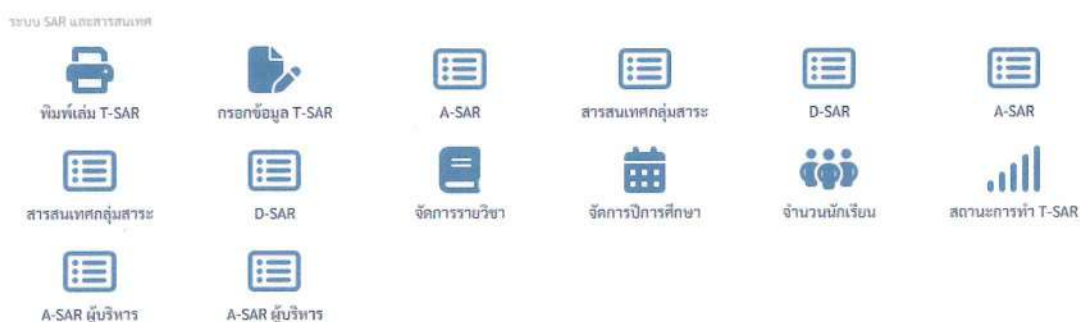 ระบบ SAR และสารสนเทศ
พิมพ์เล่ม T-SAR
กรอกข้อมูล T-SAR
A-SAR
สารสนเทศกลุ่มสาระ
D-SAR
A-SAR
สารสนเทศกลุ่มสาระ
D-SAR
จัดการรายวิชา
จัดการปีการศึกษา
จำนวนนักเรียน
สถานะการทำ T-SAR
A-SAR ผู้บริหาร
A-SAR ผู้บริหาร